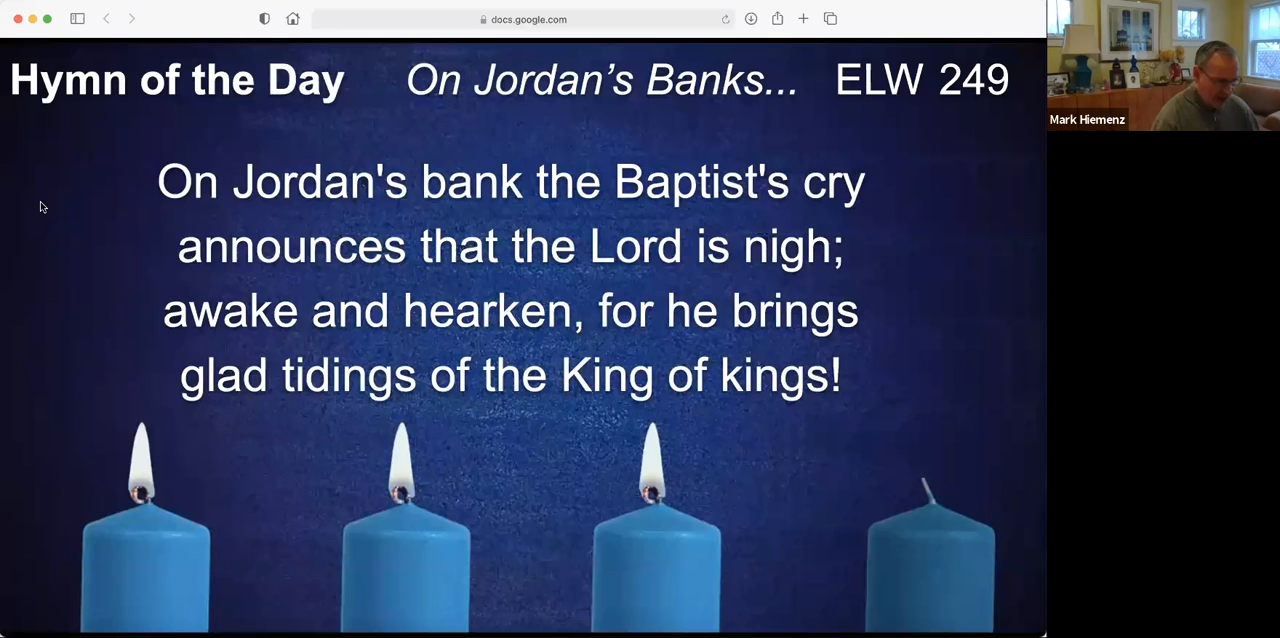 docs.google.com
Hymn of the Day On Jordan’s Banks... ELW 249
On Jordan's bank the Baptist's cry
announces that the Lord is nigh;
awake and hearken, for he brings
glad tidings of the King of kings!
Mark Hiemenz